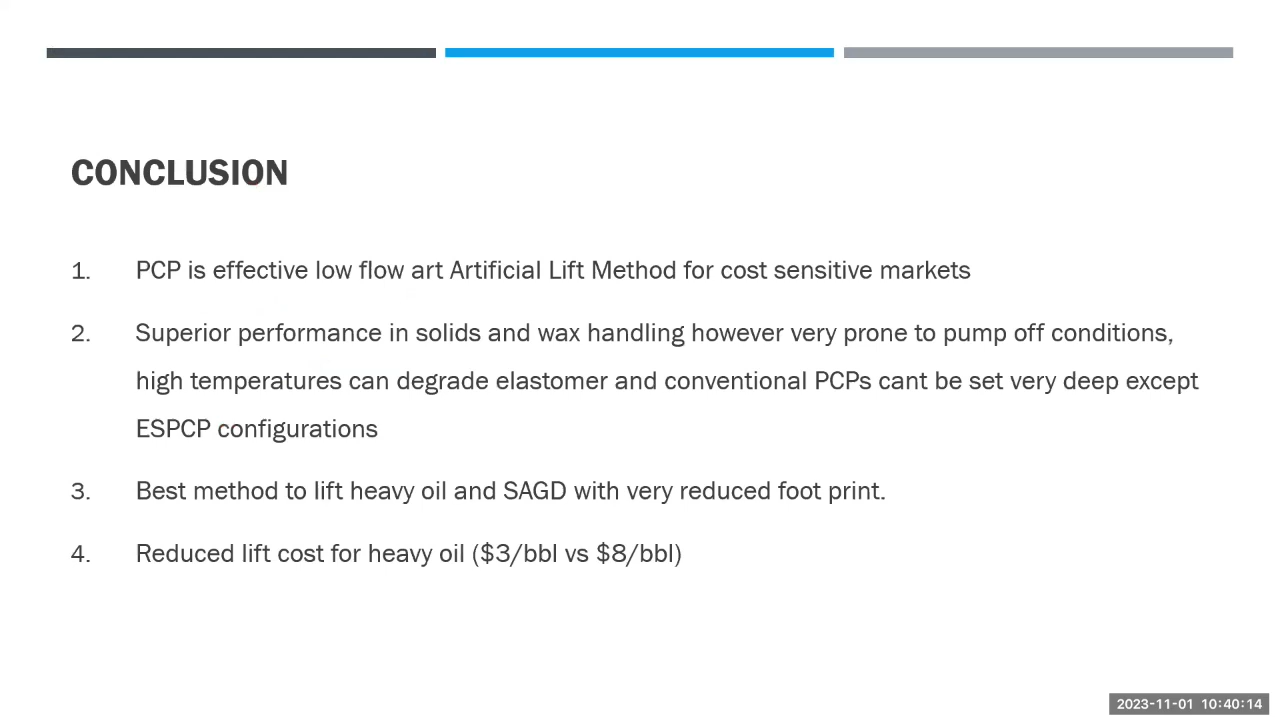 CONCLUSION
1. PCP is effective low flow art Artificial Lift Method for cost sensitive markets
2. Superior performance in solids and wax handling however very prone to pump off conditions,
high temperatures can degrade elastomer and conventional PCPs cant be set very deep except
ESPCP configurations
3. Best method to lift heavy oil and SAGD with very reduced foot print.
4. Reduced lift cost for heavy oil ($3/bbl vs $8/bbl)
2023-11-01 10:40:14